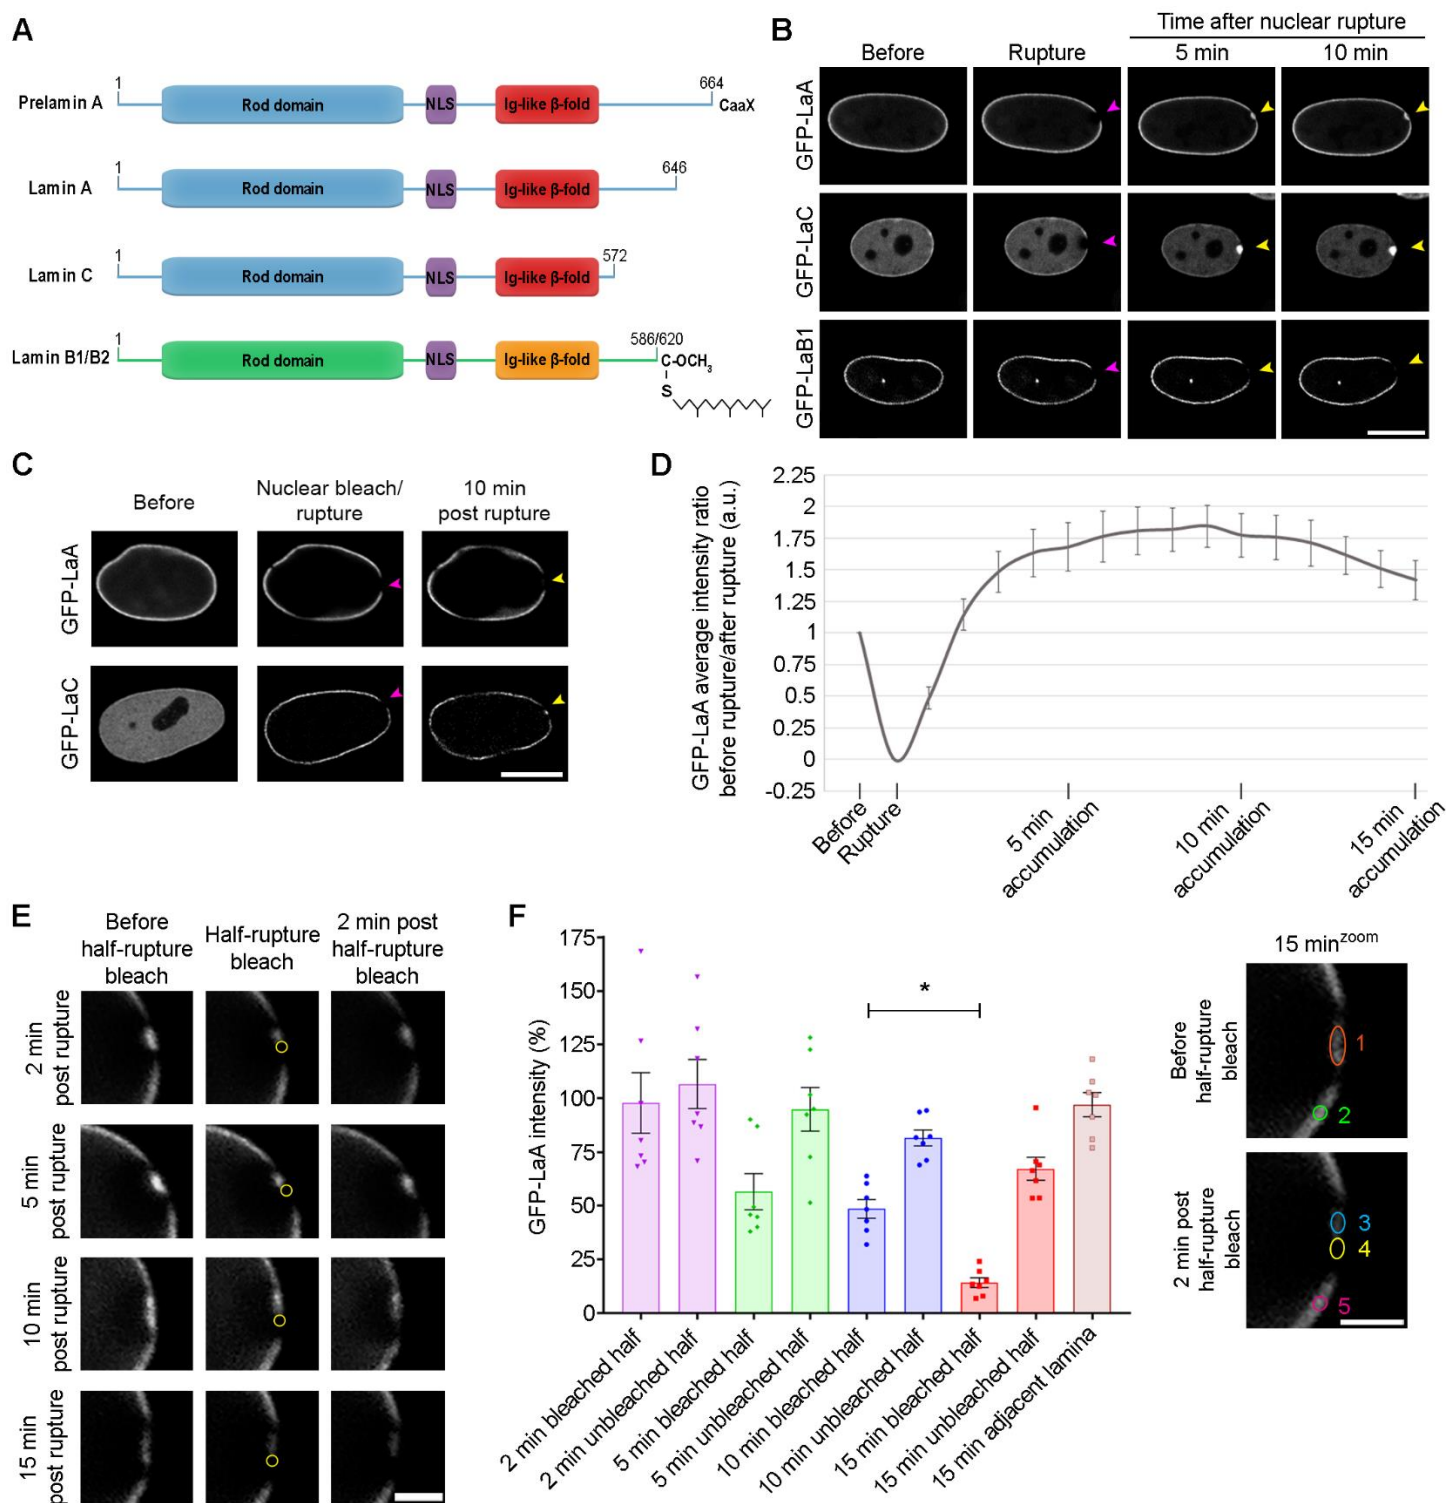 A
1
664
Prelamin A
Rod domain
NLS
Ig-like β-fold
CaaX
1
646
Lamin A
Rod domain
NLS
Ig-like β-fold
1
572
Lamin C
Rod domain
NLS
Ig-like β-fold
1
586/620
Lamin B1/B2
Rod domain
NLS
Ig-like β-fold
C-OCH3
S
B
Time after nuclear rupture
Before
Rupture
5 min
10 min
GFP-LaA
GFP-LaC
GFP-LaB1
C
Before
Nuclear bleach/
rupture
10 min
post rupture
GFP-LaA
GFP-LaC
D
GFP-LaA average intensity ratio
before rupture/after rupture (a.u.)
2.25
2
1.75
1.5
1.25
1
0.75
0.5
0.25
0
-0.25
Before
Rupture
5 min
accumulation
10 min
accumulation
15 min
accumulation
E
Before
half-rupture
bleach
Half-rupture
bleach
2 min post
half-rupture
bleach
2 min
post rupture
5 min
post rupture
10 min
post rupture
15 min
post rupture
F
GFP-LaA intensity (%)
175
150
125
100
75
50
25
0
*
2 min bleached half
2 min unbleached half
5 min bleached half
5 min unbleached half
10 min bleached half
10 min unbleached half
15 min bleached half
15 min unbleached half
15 min adjacent lamina
15 min zoom
Before
half-rupture
bleach
1
2
2 min post
half-rupture
bleach
3
4
5